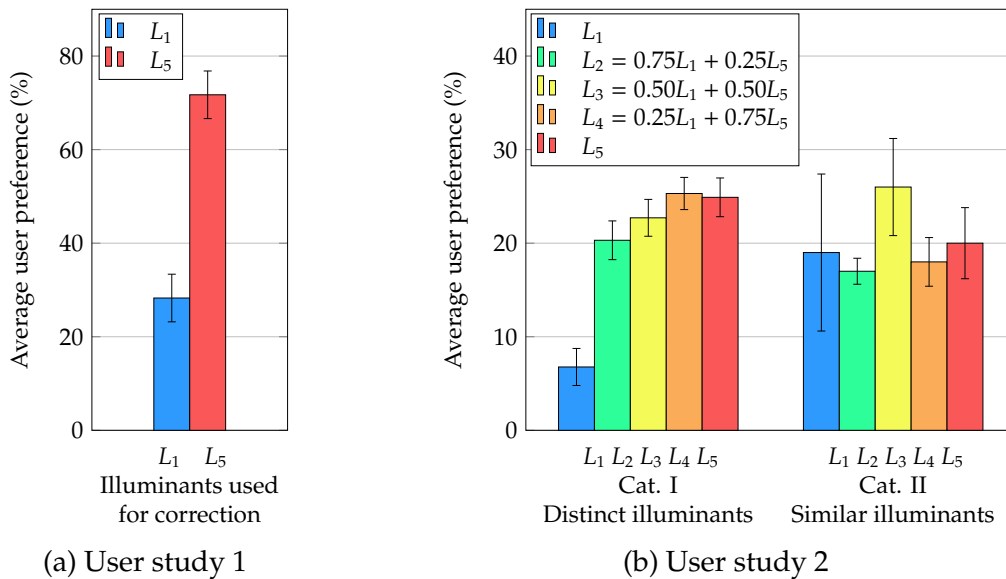 L1
L5
80
60
40
20
0
Average user preference (%)
L1 L5
Illuminants used
for correction
(a) User study 1
L1
L2 = 0.75L1 + 0.25L5
L3 = 0.50L1 + 0.50L5
L4 = 0.25L1 + 0.75L5
L5
40
30
20
10
0
Average user preference (%)
L1 L2 L3 L4 L5
Cat. I
Distinct illuminants
L1 L2 L3 L4 L5
Cat. II
Similar illuminants
(b) User study 2